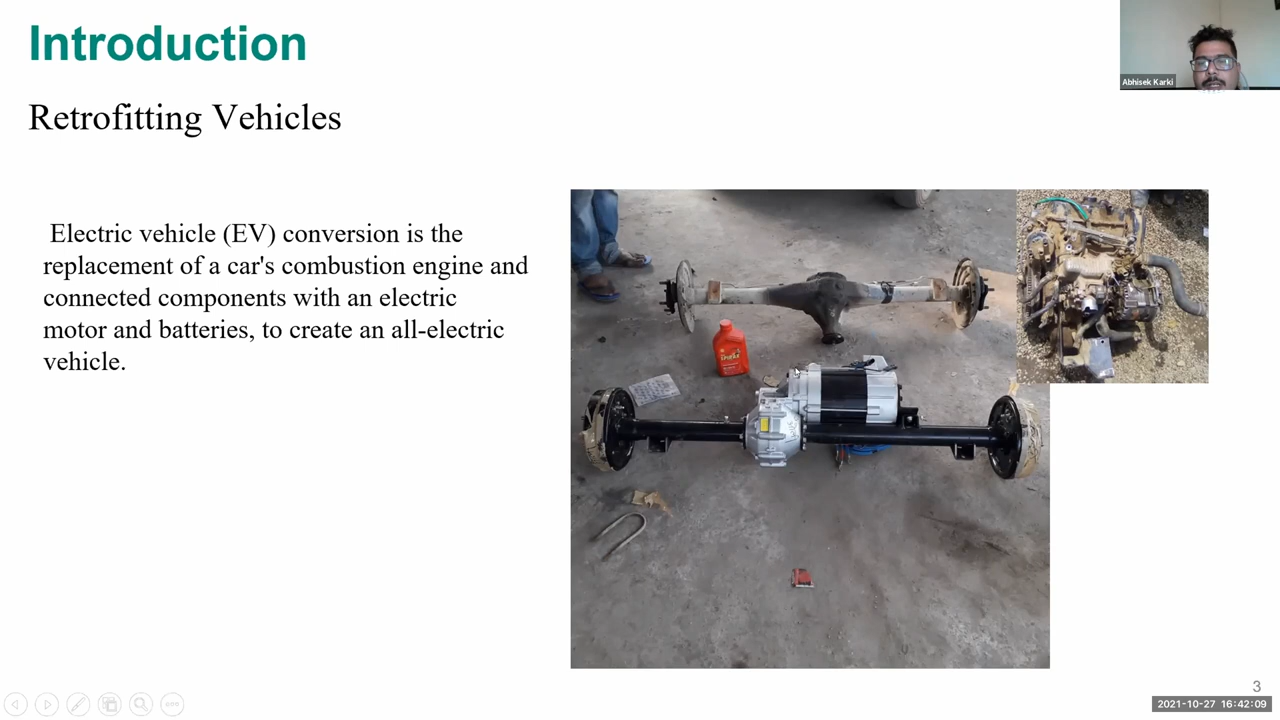 Introduction
Abhisek Karki
Retrofitting Vehicles
Electric vehicle (EV) conversion is the
replacement of a car's combustion engine and
connected components with an electric
motor and batteries, to create an all-electric
vehicle.
3
2021-10-27 16:42:09